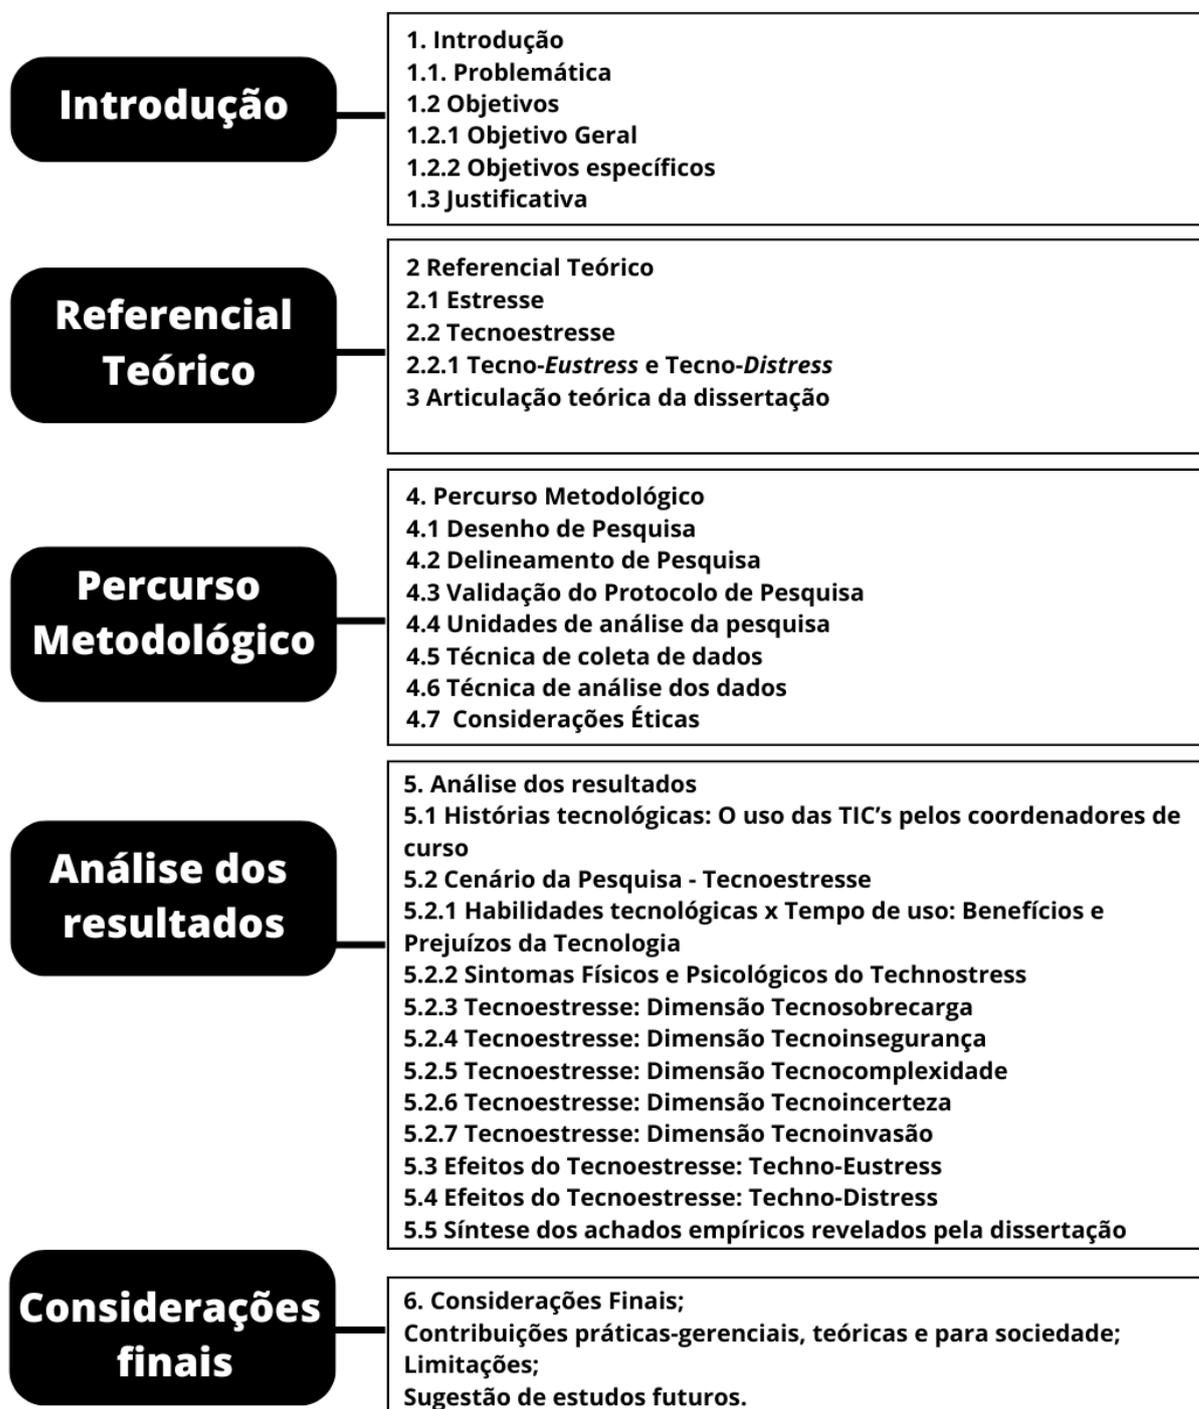 Introdução
1. Introdução
1.1. Problemática
1.2 Objetivos
1.2.1 Objetivo Geral
1.2.2 Objetivos específicos
1.3 Justificativa
Referencial
Teórico
2 Referencial Teórico
2.1 Estresse
2.2 Tecnoestresse
2.2.1 Tecno-Eustress e Tecno-Distress
3 Articulação teórica da dissertação
Percurso
Metodológico
4. Percurso Metodológico
4.1 Desenho de Pesquisa
4.2 Delineamento de Pesquisa
4.3 Validação do Protocolo de Pesquisa
4.4 Unidades de análise da pesquisa
4.5 Técnica de coleta de dados
4.6 Técnica de análise dos dados
4.7 Considerações Éticas
Análise dos
resultados
5. Análise dos resultados
5.1 Histórias tecnológicas: O uso das TIC’s pelos coordenadores de
curso
5.2 Cenário da Pesquisa - Tecnoestresse
5.2.1 Habilidades tecnológicas x Tempo de uso: Benefícios e
Prejuízos da Tecnologia
5.2.2 Sintomas Físicos e Psicológicos do Technostress
5.2.3 Tecnoestresse: Dimensão Tecnosobrecarga
5.2.4 Tecnoestresse: Dimensão Tecnoinsegurança
5.2.5 Tecnoestresse: Dimensão Tecnocomplexidade
5.2.6 Tecnoestresse: Dimensão Tecnoincerteza
5.2.7 Tecnoestresse: Dimensão Tecnoinvasão
5.3 Efeitos do Tecnoestresse: Techno-Eustress
5.4 Efeitos do Tecnoestresse: Techno-Distress
5.5 Síntese dos achados empíricos revelados pela dissertação
Considerações
finais
6. Considerações Finais;
Contribuições práticas-gerenciais, teóricas e para sociedade;
Limitações;
Sugestão de estudos futuros.